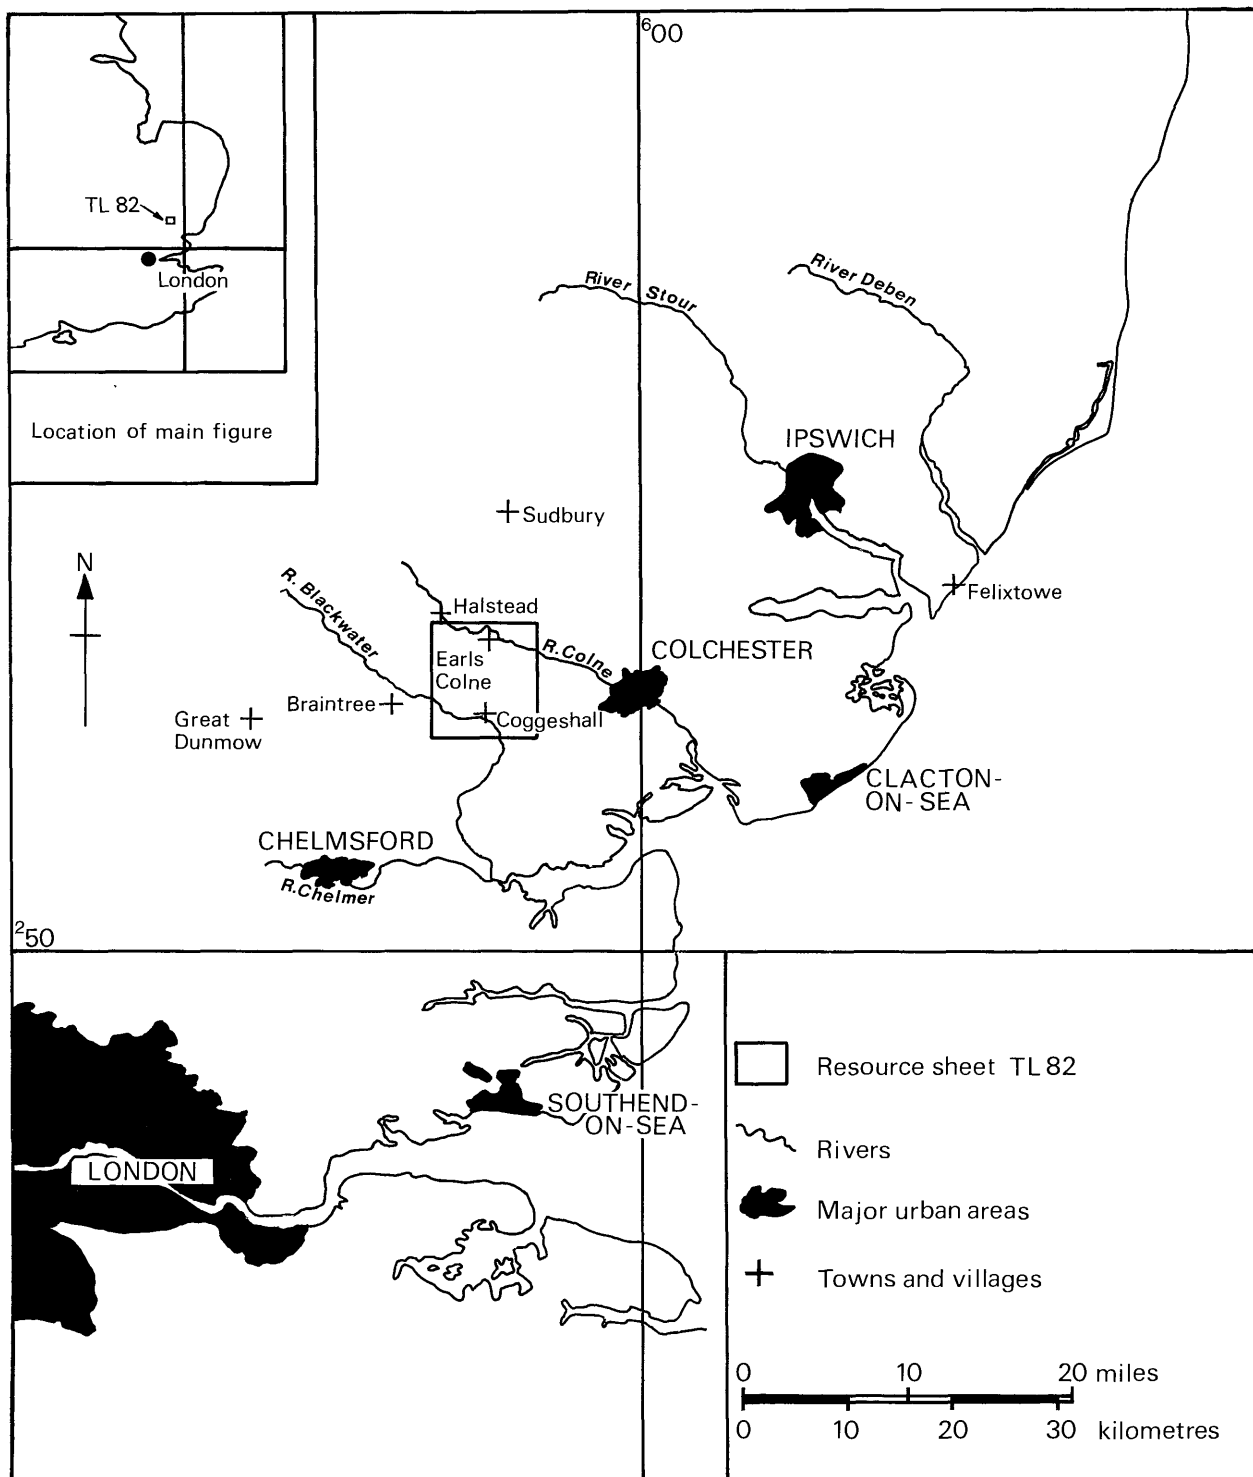 ⁶00
TL 82
London
Location of main figure
River Stour
River Deben
IPSWICH
Sudbury
N
R. Blackwater
Halstead
Felixtowe
R. Colne
COLCHESTER
Earls
Colne
Braintree
Coggeshall
Great
Dunmow
CLACTON-
ON-SEA
CHELMSFORD
R. Chelmer
²50
SOUTHEND-
ON-SEA
LONDON
Resource sheet TL 82
Rivers
Major urban areas
Towns and villages
0 10 20 miles
0 10 20 30 kilometres